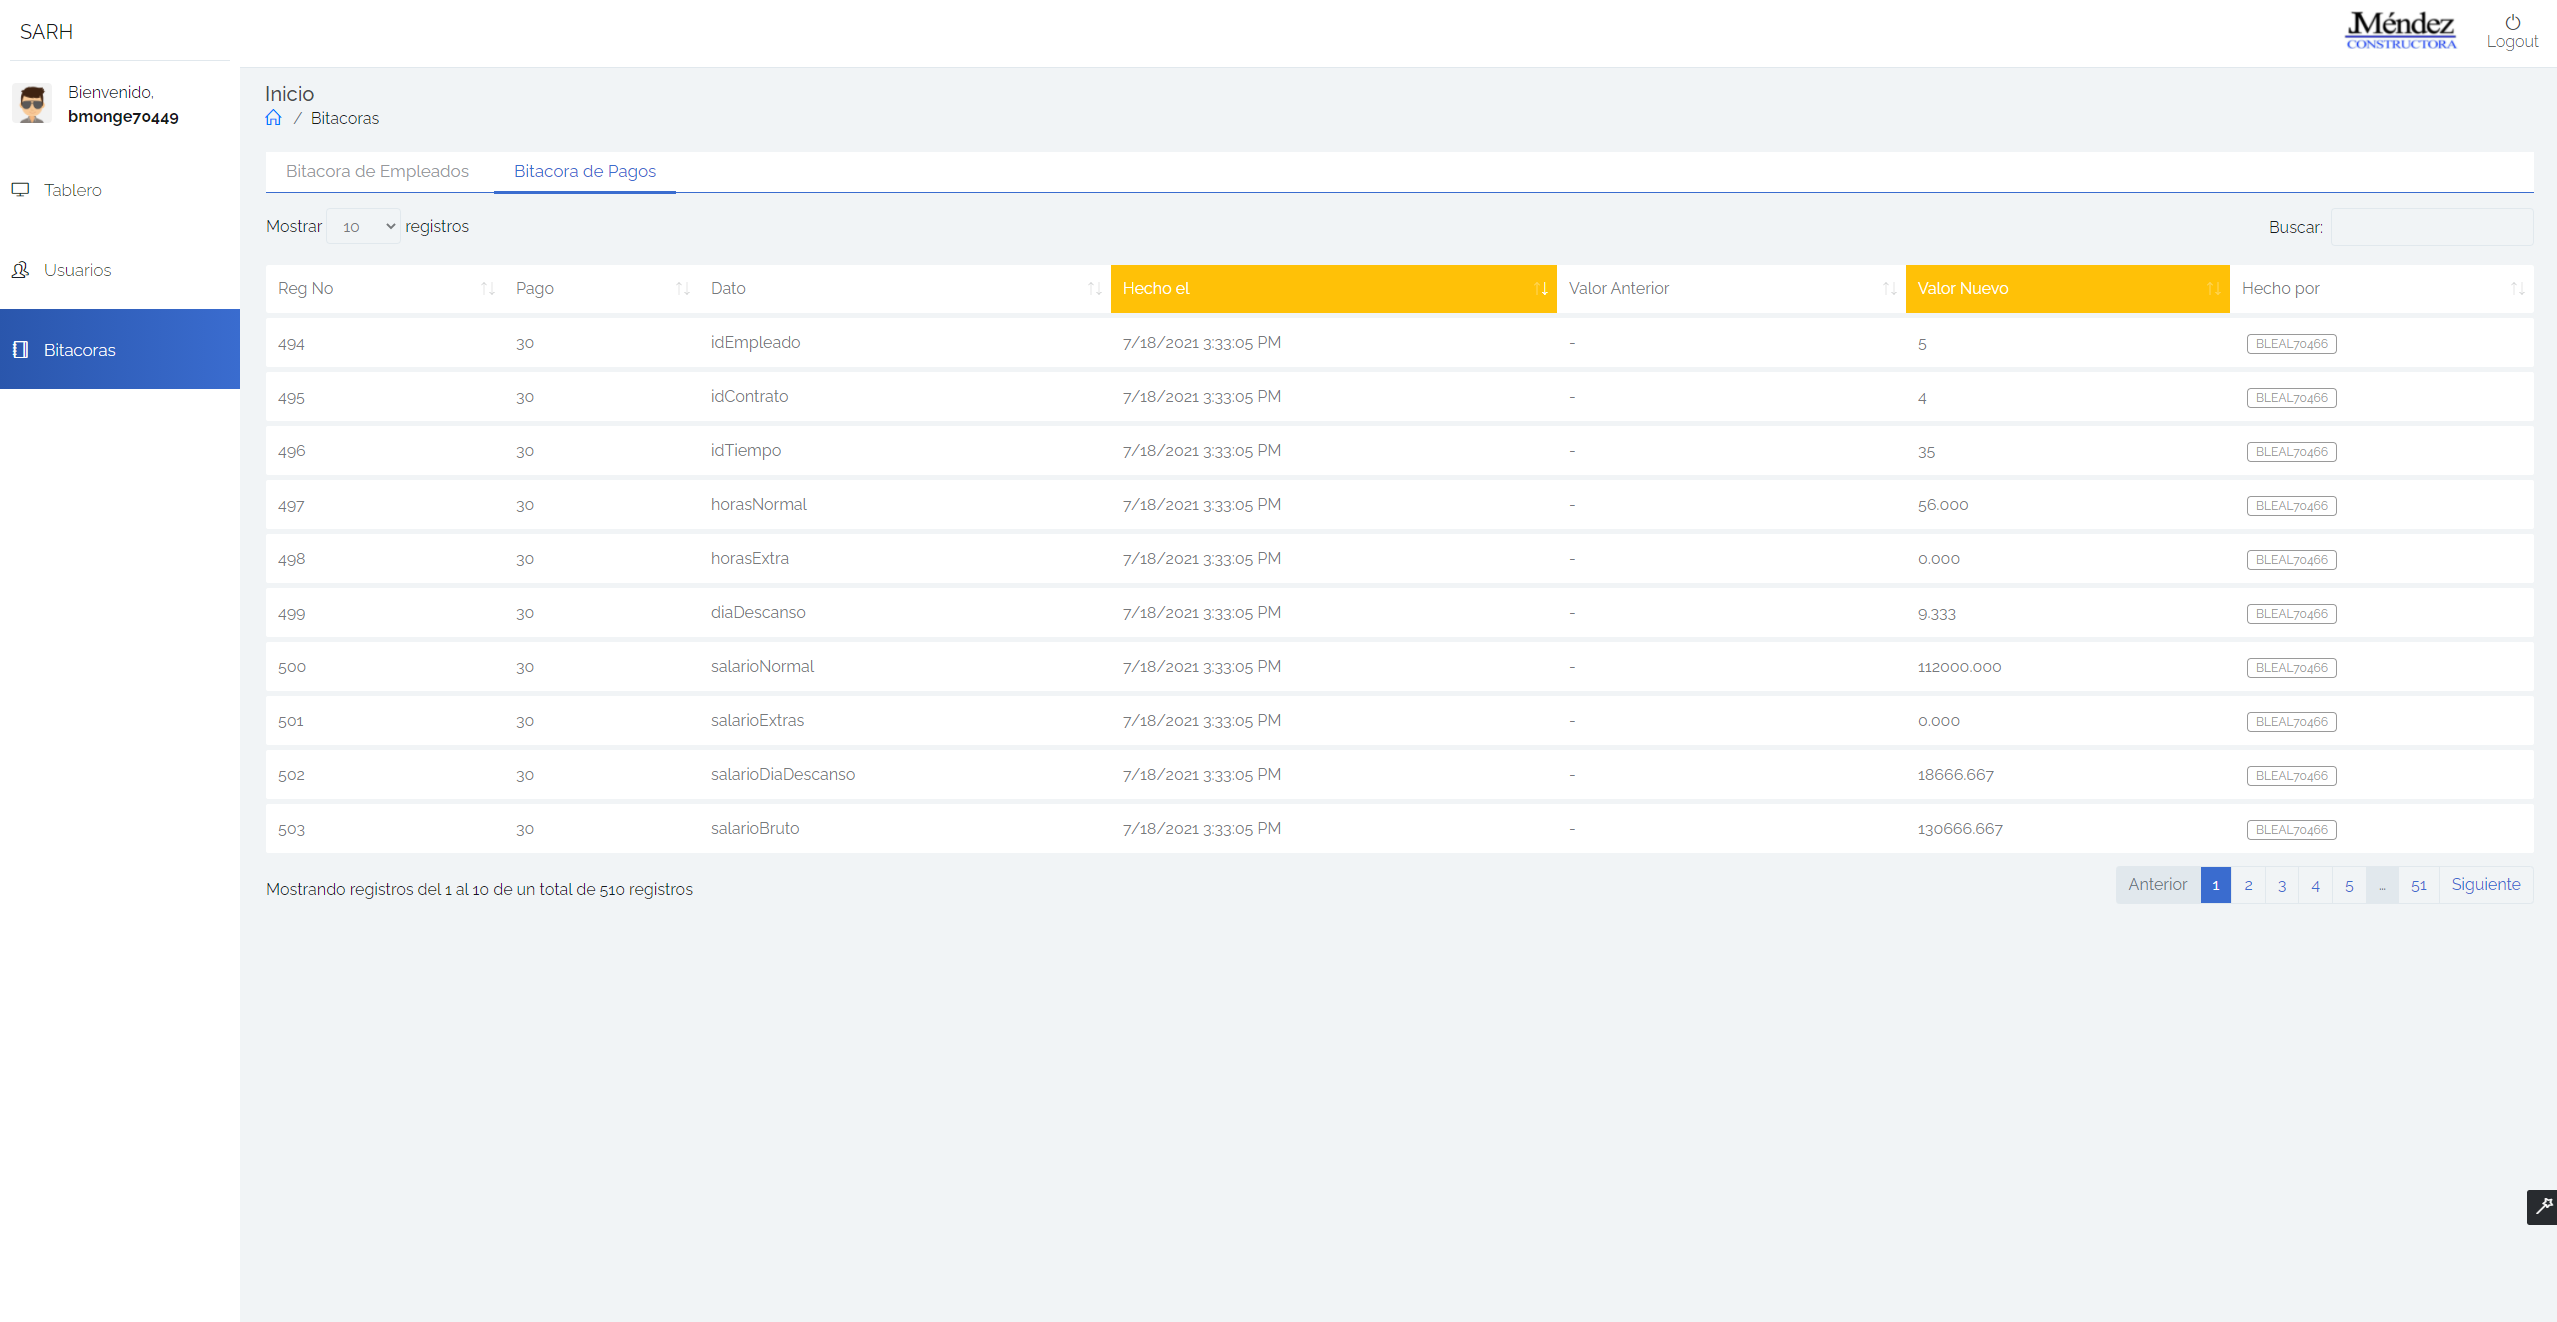 SARH
JMéndez
CONSTRUCTORA
Logout
Bienvenido,
bmonge70449
Tablero
Usuarios
Bitacoras
Inicio
/ Bitacoras
Bitacora de Empleados Bitacora de Pagos
Mostrar 10 registros Buscar:
Reg No Pago Dato Hecho el Valor Anterior Valor Nuevo Hecho por
494 30 idEmpleado 7/18/2021 3:33:05 PM - 5 BLEAL70466
495 30 idContrato 7/18/2021 3:33:05 PM - 4 BLEAL70466
496 30 idTiempo 7/18/2021 3:33:05 PM - 35 BLEAL70466
497 30 horasNormal 7/18/2021 3:33:05 PM - 56.000 BLEAL70466
498 30 horasExtra 7/18/2021 3:33:05 PM - 0.000 BLEAL70466
499 30 diaDescanso 7/18/2021 3:33:05 PM - 9.333 BLEAL70466
500 30 salarioNormal 7/18/2021 3:33:05 PM - 112000.000 BLEAL70466
501 30 salarioExtras 7/18/2021 3:33:05 PM - 0.000 BLEAL70466
502 30 salarioDiaDescanso 7/18/2021 3:33:05 PM - 18666.667 BLEAL70466
503 30 salarioBruto 7/18/2021 3:33:05 PM - 130666.667 BLEAL70466
Mostrando registros del 1 al 10 de un total de 510 registros
Anterior 1 2 3 4 5 ... 51 Siguiente